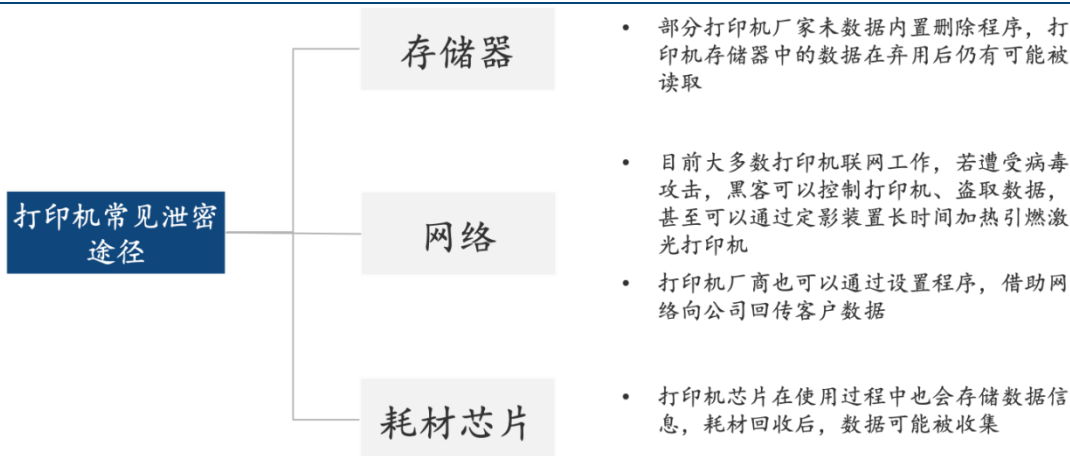 打印机常见泄密
途径
存储器
• 部分打印机厂家未数据内置删除程序，打
印机存储器中的数据在弃用后仍有可能被
读取
网络
• 目前大多数打印机联网工作，若遭受病毒
攻击，黑客可以控制打印机、盗取数据，
甚至可以通过定影装置长时间加热引燃激
光打印机
• 打印机厂商也可以通过设置程序，借助网
络向公司回传客户数据
耗材芯片
• 打印机芯片在使用过程中也会存储数据信
息，耗材回收后，数据可能被收集